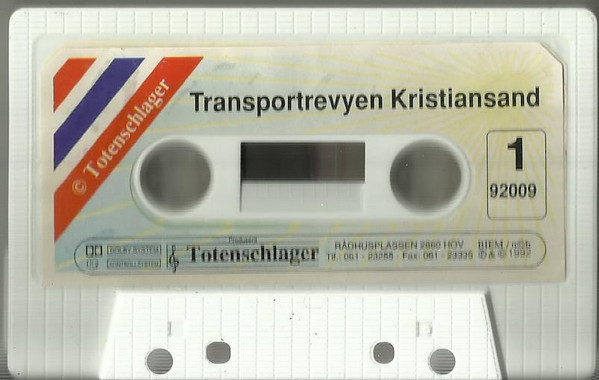 © Totenschlager
Transportrevyen Kristiansand
1
92009
DOLBY SYSTEM
Totenschlager
RÅDHUSPLASSEN 2860 HOV
Tlf.: 061 - 23255 - Fax: 061 - 23335
BIEM / nCb
℗ & © 1992